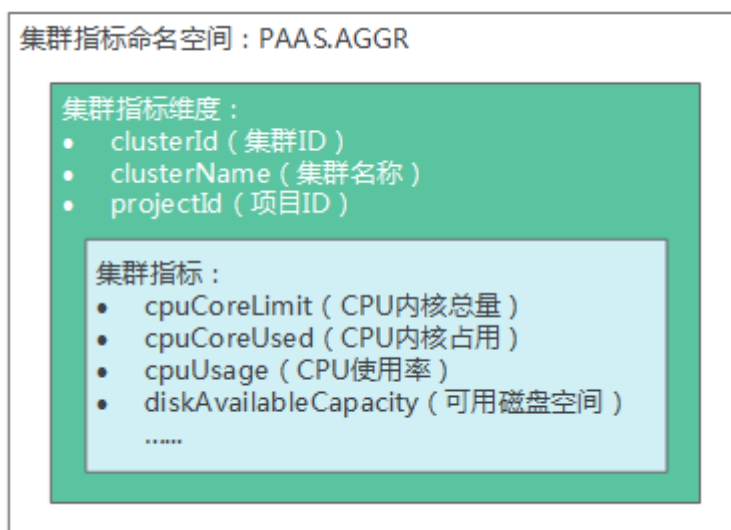 集群指标命名空间：PAAS.AGGR
集群指标维度：
• clusterId（集群ID）
• clusterName（集群名称）
• projectId（项目ID）
集群指标：
• cpuCoreLimit（CPU内核总量）
• cpuCoreUsed（CPU内核占用）
• cpuUsage（CPU使用率）
• diskAvailableCapacity（可用磁盘空间）
......